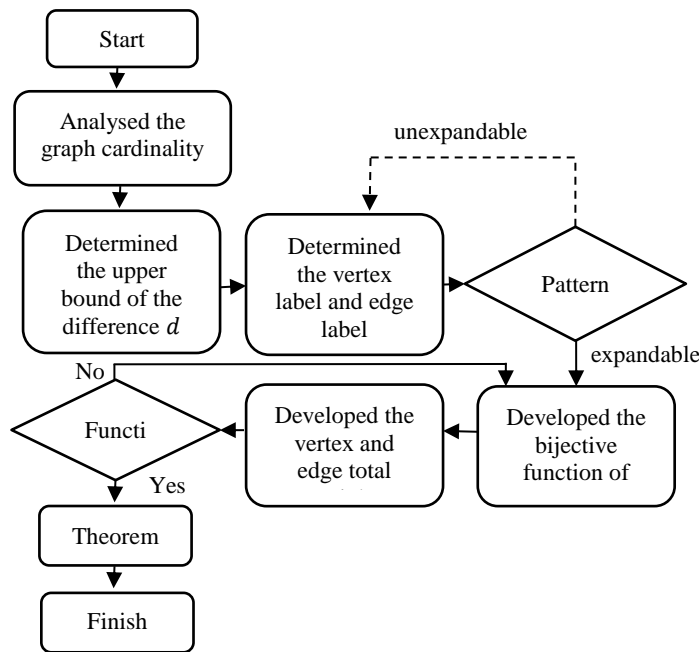 Start
Analysed the
graph cardinality
Determined
the upper
bound of the
difference 𝑑
Determined
the vertex
label and edge
label
unexpandable
Pattern
expandable
Developed the
bijective
function of
Developed the
vertex and
edge total
No
Functi
Yes
Theorem
Finish